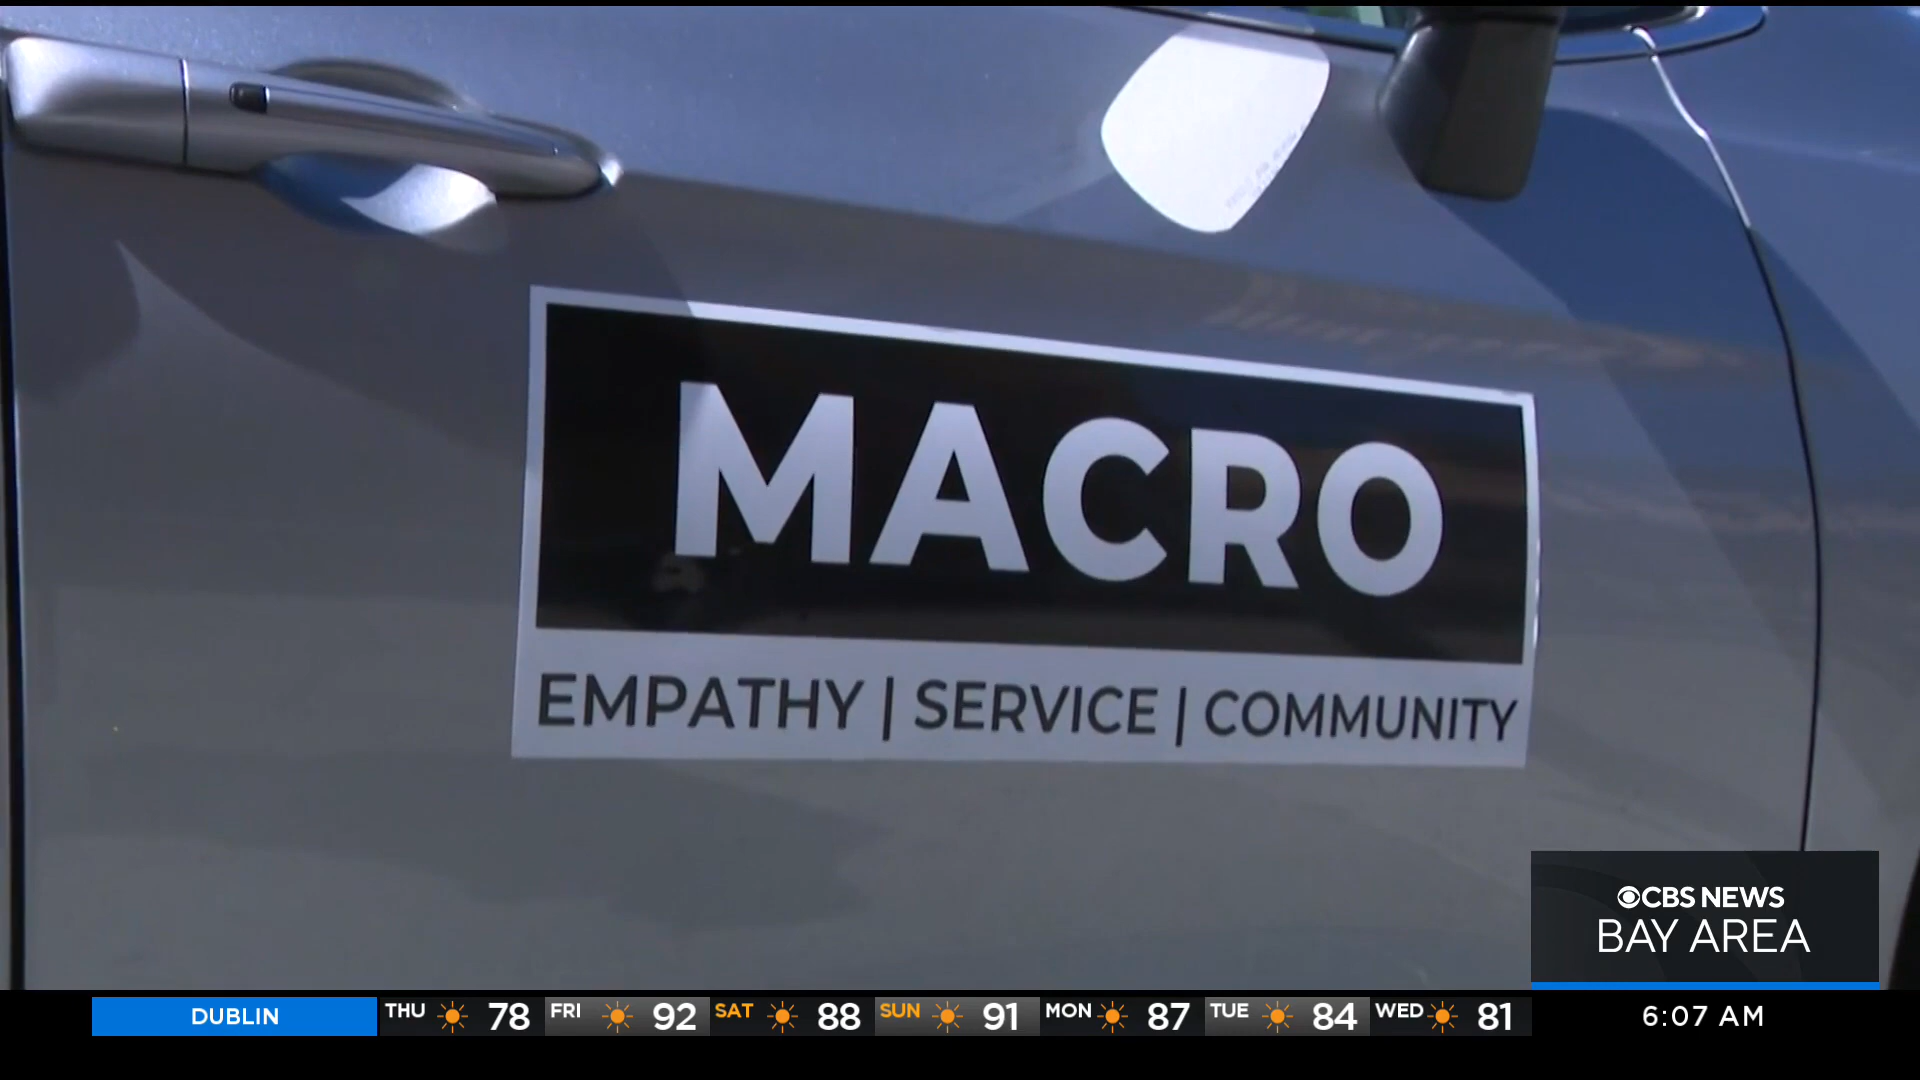 MACRO
EMPATHY | SERVICE | COMMUNITY
CBS NEWS
BAY AREA
DUBLIN THU 78 FRI 92 SAT 88 SUN 91 MON 87 TUE 84 WED 81 6:07 AM